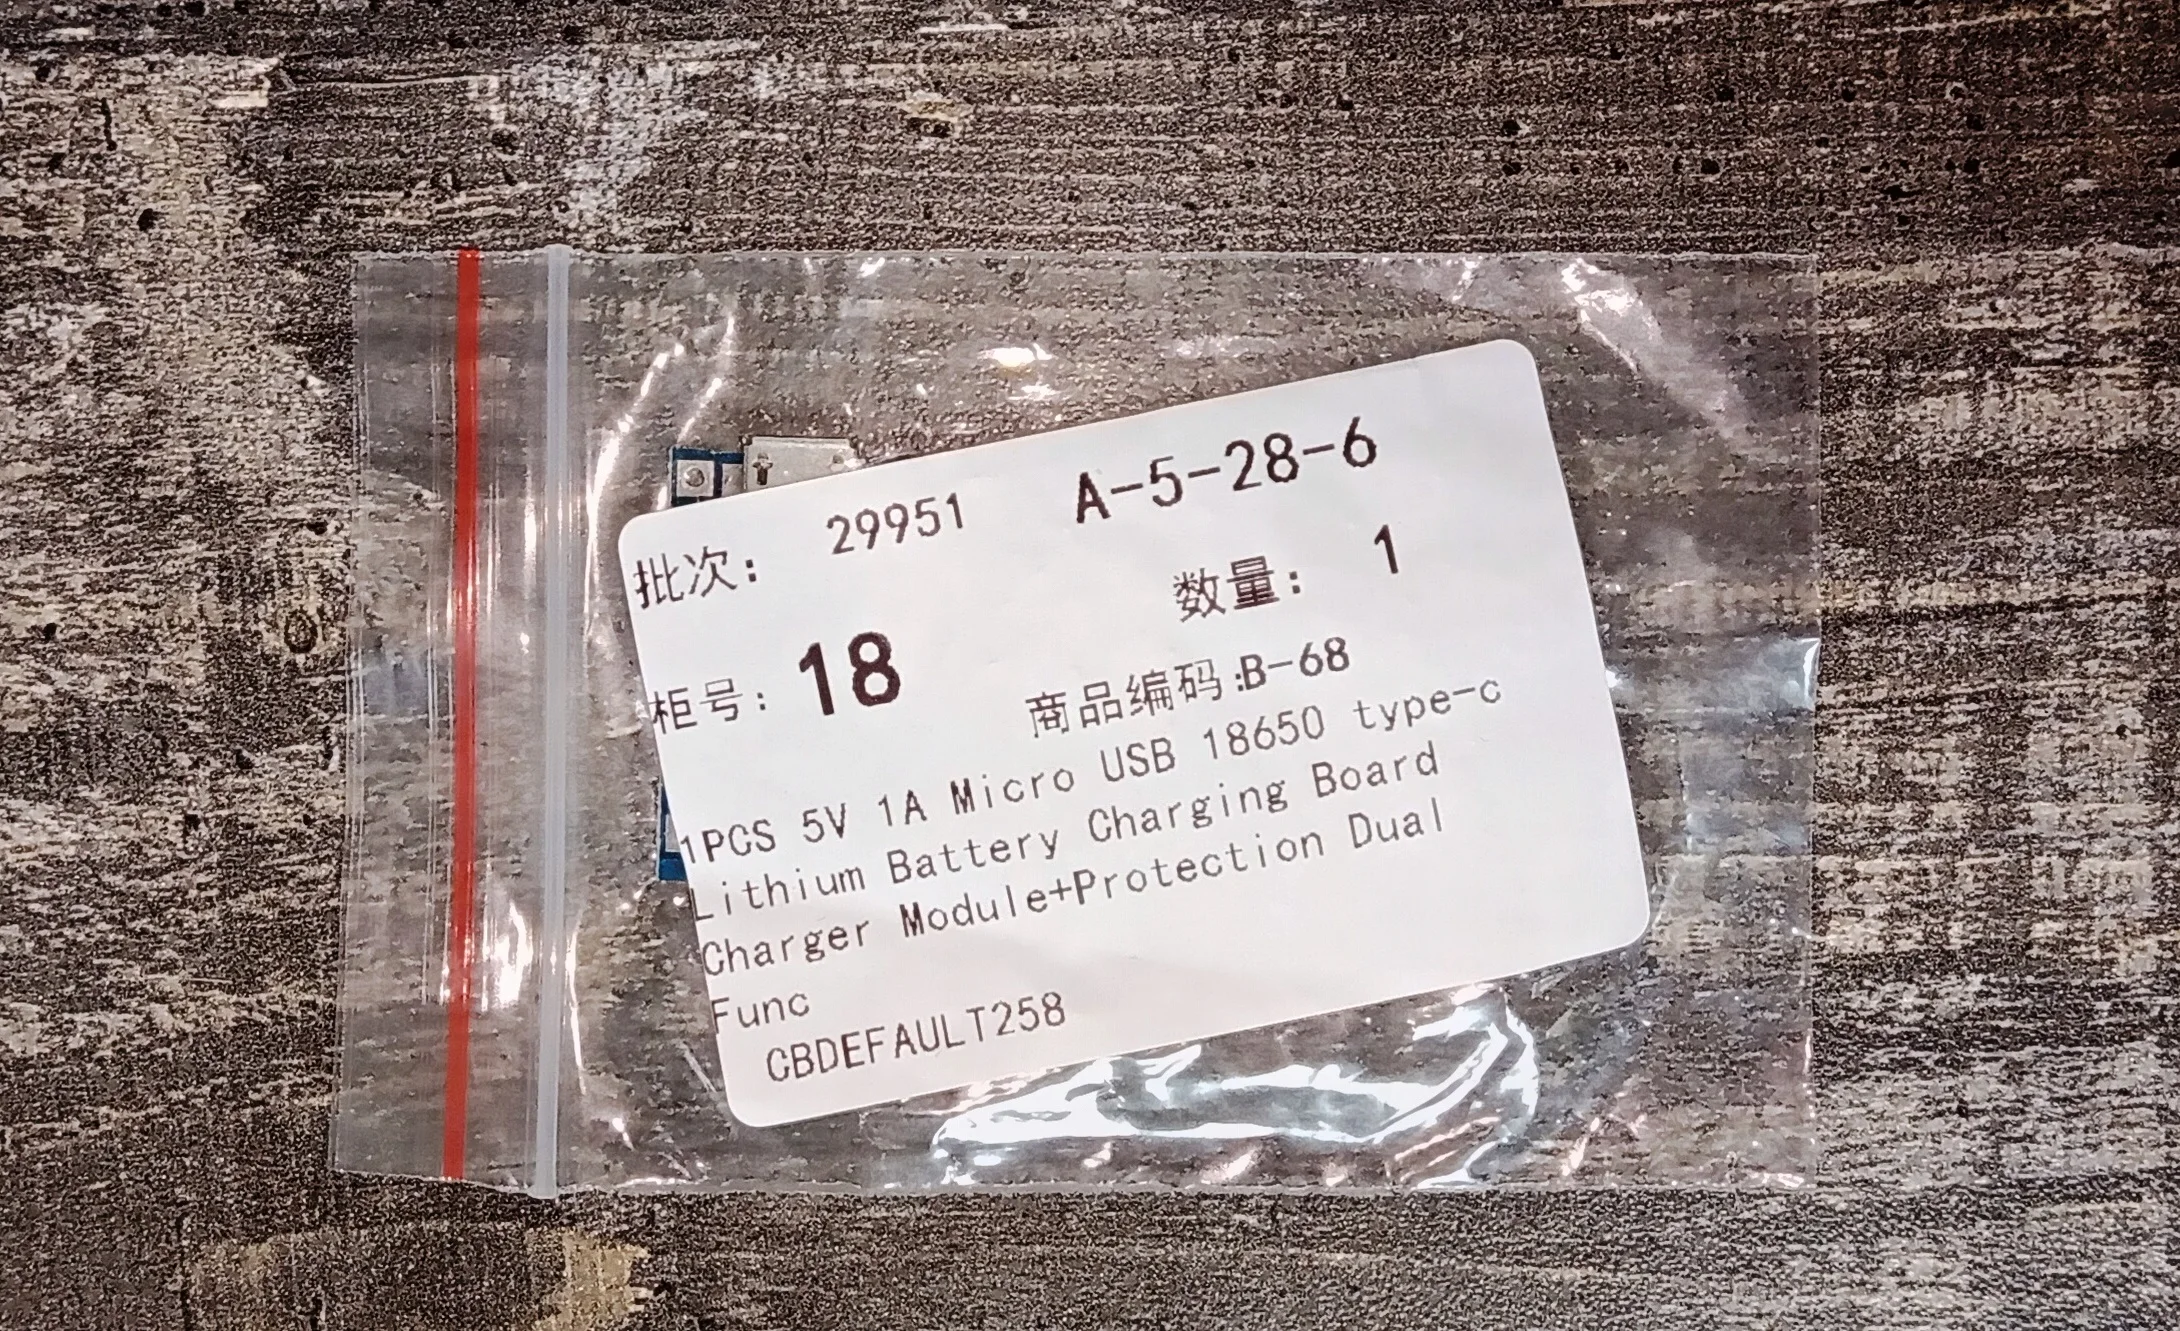 批次: 29951 A-5-28-6
柜号: 18 数量: 1
商品编码:B-68
1PCS 5V 1A Micro USB 18650 type-c
Lithium Battery Charging Board
Charger Module+Protection Dual
Func
CBDEFAULT258